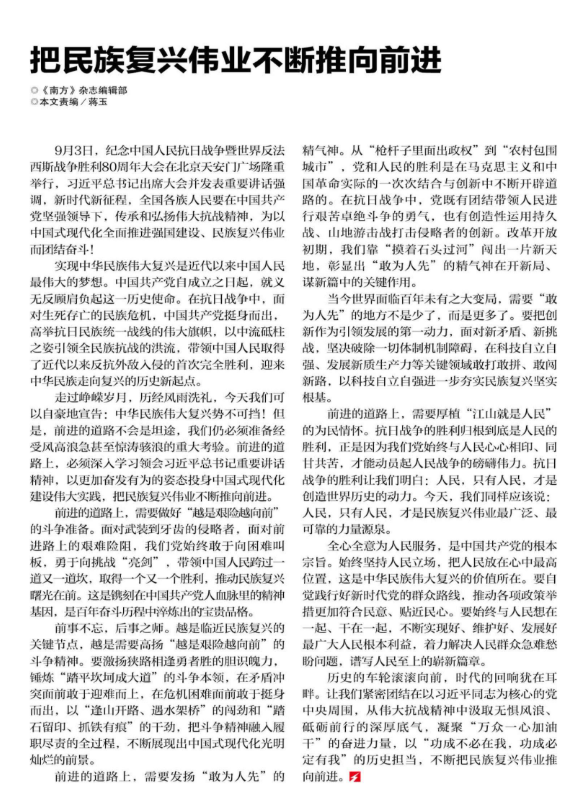 把民族复兴伟业不断推向前进
◎《南方》杂志编辑部
◎本文责编/蒋玉
9月3日，纪念中国人民抗日战争暨世界反法
西斯战争胜利80周年大会在北京天安门广场隆重
举行，习近平总书记出席大会并发表重要讲话强
调，新时代新征程，全国各族人民要在中国共产
党坚强领导下，传承和弘扬伟大抗战精神，为以
中国式现代化全面推进强国建设、民族复兴伟业
而团结奋斗！
实现中华民族伟大复兴是近代以来中国人民
最伟大的梦想。中国共产党自成立之日起，就义
无反顾肩负起这一历史使命。在抗日战争中，面
对生死存亡的民族危机，中国共产党挺身而出，
高举抗日民族统一战线的伟大旗帜，以中流砥柱
之姿引领全民族抗战的洪流，带领中国人民取得
了近代以来反抗外敌入侵的首次完全胜利，迎来
中华民族走向复兴的历史新起点。
走过峥嵘岁月，历经风雨洗礼，今天我们可
以自豪地宣告：中华民族伟大复兴势不可挡！但
是，前面的道路不会是坦途，我们仍必须准备经
受风高浪急甚至惊涛骇浪的重大考验。前进的道
路上，必须深入学习领会习近平总书记重要讲话
精神，以更加奋发有为的姿态投身中国式现代化
建设伟大实践，把民族复兴伟业不断推向前进。
前进的道路上，需要做好“越是艰险越向前”
的斗争准备。面对武装到牙齿的侵略者，面对前
进路上的艰难险阻，我们党始终敢于向困难叫
板，勇于向挑战“亮剑”，带领中国人民跨过一
道又一道坎，取得一个又一个胜利，推动民族复兴
曙光在前。这是镌刻在中国共产党人血脉里的精神
基因，是百年奋斗历程中淬炼出的宝贵品格。
前事不忘，后事之师。越是临近民族复兴的
关键节点，越是需要高扬“越是艰险越向前”的
斗争精神。要激扬狭路相逢勇者胜的胆识魄力，
锤炼“踏平坎坷成大道”的斗争本领，在矛盾冲
突面前敢于迎难而上，在危机困难面前敢于挺身
而出，以“逢山开路、遇水架桥”的闯劲和“踏
石留印、抓铁有痕”的干劲，把斗争精神融入履
职尽责的全过程，不断展现出中国式现代化光明
灿烂的前景。
前进的道路上，需要发扬“敢为人先”的
精气神。从“枪杆子里面出政权”到“农村包围
城市”，党和人民的胜利是在马克思主义和中
国革命实际的一次次结合与创新中不断开辟道
路的。在抗日战争中，党既有团结带领人民进
行艰苦卓绝斗争的勇气，也有创造性运用持久
战、山地游击战打击侵略者的创新。改革开放
初期，我们靠“摸着石头过河”闯出一片新天
地，彰显出“敢为人先”的精气神在开新局、
谋新篇中的关键作用。
当今世界面临百年未有之大变局，需要“敢
为人先”的地方不是少了，而是更多了。要把创
新作为引领发展的第一动力，面对新矛盾、新挑
战，坚决破除一切体制机制障碍，在科技自立自
强、发展新质生产力等关键领域敢打敢拼、敢闯
新路，以科技自立自强进一步夯实民族复兴坚实
根基。
前进的道路上，需要厚植“江山就是人民”
的为民情怀。抗日战争的胜利归根到底是人民的
胜利，正是因为我们党始终与人民心心相印、同
甘共苦，才能动员起人民战争的磅礴伟力。抗日
战争的胜利让我们明白：人民，只有人民，才是
创造世界历史的动力。今天，我们同样应该说：
人民，只有人民，才是民族复兴伟业最广泛、最
可靠的力量源泉。
全心全意为人民服务，是中国共产党的根本
宗旨。始终坚持人民立场，把人民放在心中最高
位置，这是中华民族伟大复兴的价值所在。要自
觉践行好新时代党的群众路线，推动各项政策举
措更加符合民意、贴近民心。要始终与人民想在
一起、干在一起，不断实现好、维护好、发展好
最广大人民根本利益，着力解决人民群众急难愁
盼问题，谱写人民至上的崭新篇章。
历史的车轮滚滚向前，时代的回响犹在耳
畔。让我们紧密团结在以习近平同志为核心的党
中央周围，从伟大抗战精神中汲取无惧风浪、
砥砺前行的深厚底气，凝聚“万众一心加油
干”的奋进力量，以“功成不必在我，功成必
定有我”的历史担当，不断把民族复兴伟业推
向前进。